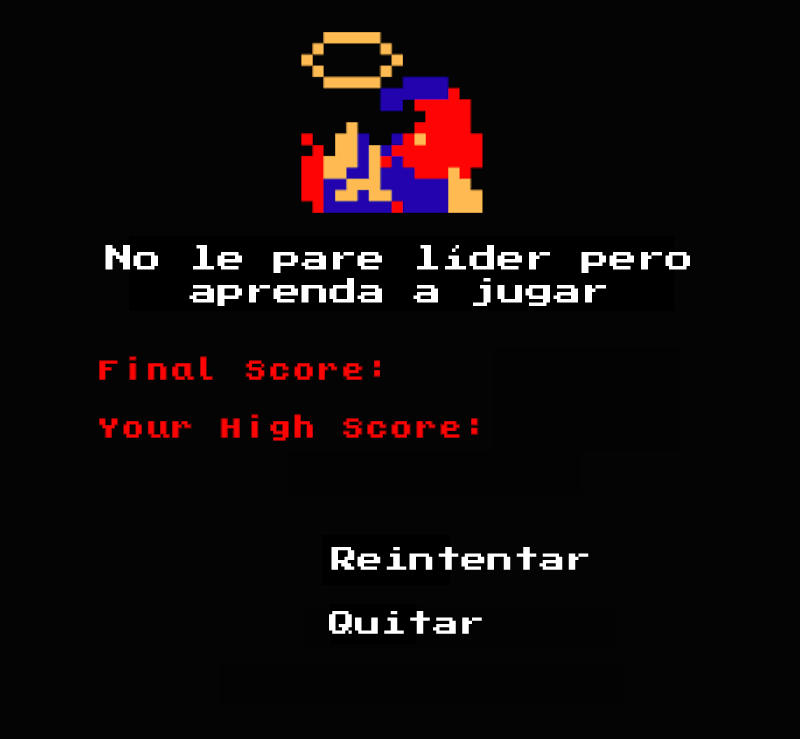 No le pare líder pero
aprenda a jugar
Final Score:
Your High Score:
Reintentar
Quitar